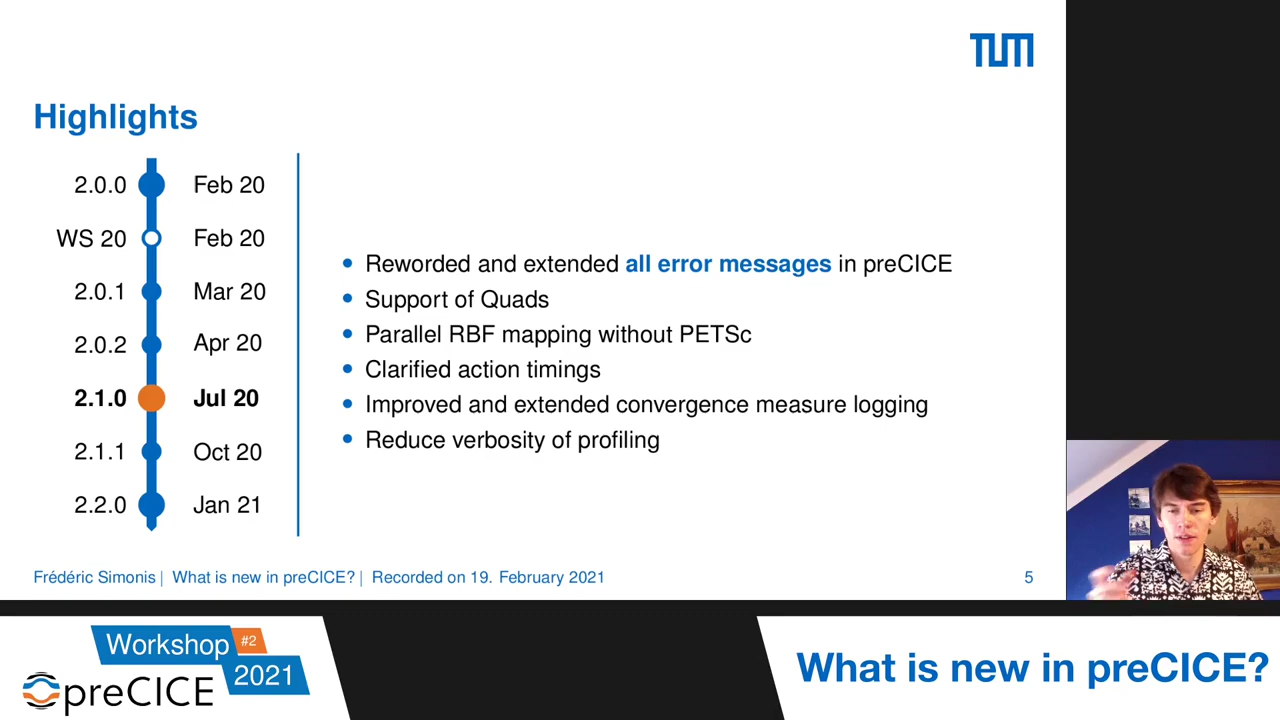 TUM
Highlights
2.0.0 Feb 20
WS 20 Feb 20
2.0.1 Mar 20
2.0.2 Apr 20
2.1.0 Jul 20
2.1.1 Oct 20
2.2.0 Jan 21
• Reworded and extended all error messages in preCICE
• Support of Quads
• Parallel RBF mapping without PETSc
• Clarified action timings
• Improved and extended convergence measure logging
• Reduce verbosity of profiling
Frédéric Simonis | What is new in preCICE? | Recorded on 19. February 2021 5
Workshop #2
2021
preCICE
What is new in preCICE?